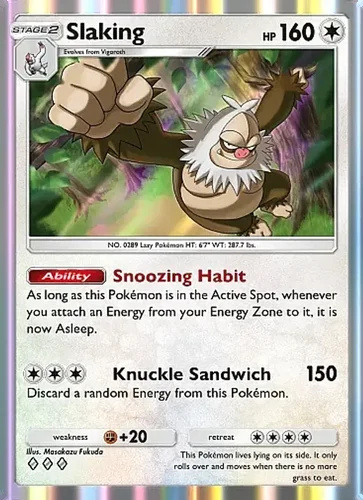 STAGE2 Slaking HP 160
Evolves from Vigoroth
NO. 0289 Lazy Pokémon HT: 6'7" WT: 287.7 lbs.
Ability Snoozing Habit
As long as this Pokémon is in the Active Spot, whenever
you attach an Energy from your Energy Zone to it, it is
now Asleep.
Knuckle Sandwich 150
Discard a random Energy from this Pokémon.
weakness +20 retreat
Illus. Masakazu Fukuda
This Pokémon lives lying on its side. It only
rolls over and moves when there is no more
grass to eat.